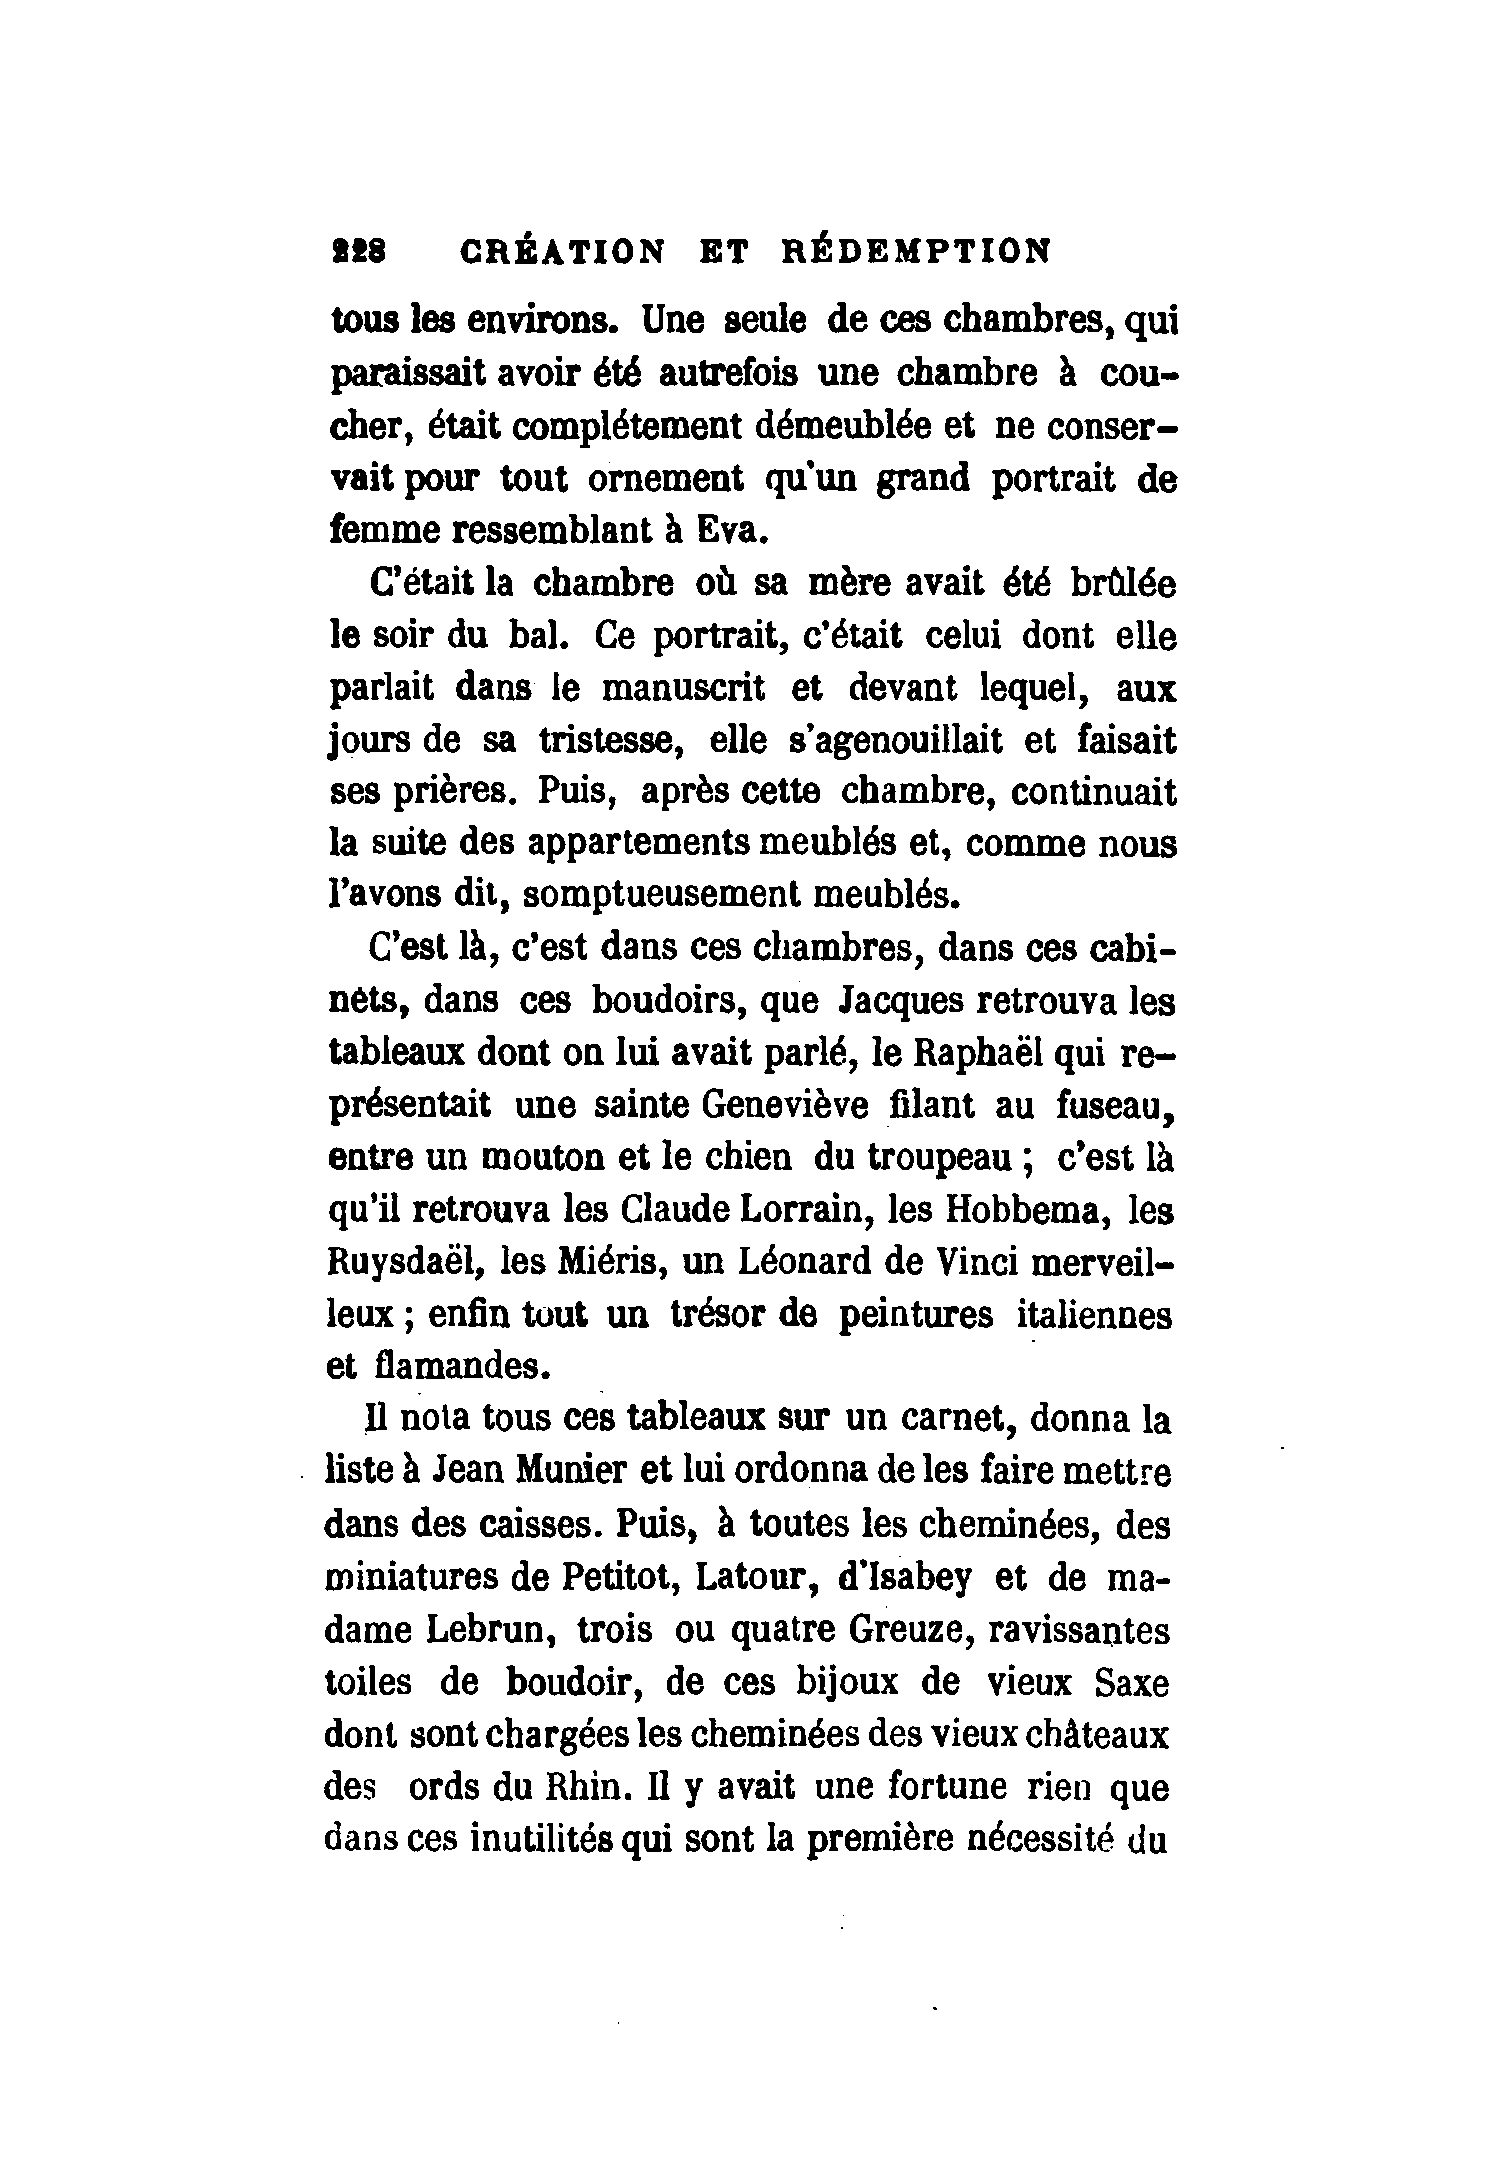 228 CRÉATION ET RÉDEMPTION
tous les environs. Une seule de ces chambres, qui
paraissait avoir été autrefois une chambre à cou-
cher, était complétement démeublée et ne conser-
vait pour tout ornement qu'un grand portrait de
femme ressemblant à Eva.
C'était la chambre où sa mère avait été brûlée
le soir du bal. Ce portrait, c'était celui dont elle
parlait dans le manuscrit et devant lequel, aux
jours de sa tristesse, elle s'agenouillait et faisait
ses prières. Puis, après cette chambre, continuait
la suite des appartements meublés et, comme nous
l'avons dit, somptueusement meublés.
C'est là, c'est dans ces chambres, dans ces cabi-
nets, dans ces boudoirs, que Jacques retrouva les
tableaux dont on lui avait parlé, le Raphaël qui re-
présentait une sainte Geneviève filant au fuseau,
entre un mouton et le chien du troupeau ; c'est là
qu'il retrouva les Claude Lorrain, les Hobbema, les
Ruysdaël, les Miéris, un Léonard de Vinci merveil-
leux ; enfin tout un trésor de peintures italiennes
et flamandes.
Il nota tous ces tableaux sur un carnet, donna la
liste à Jean Munier et lui ordonna de les faire mettre
dans des caisses. Puis, à toutes les cheminées, des
miniatures de Petitot, Latour, d'Isabey et de ma-
dame Lebrun, trois ou quatre Greuze, ravissantes
toiles de boudoir, de ces bijoux de vieux Saxe
dont sont chargées les cheminées des vieux châteaux
des ords du Rhin. Il y avait une fortune rien que
dans ces inutilités qui sont la première nécessité du